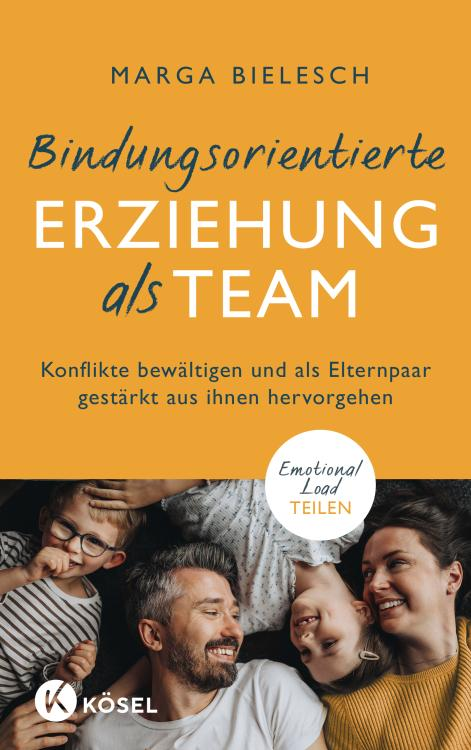 MARGA BIELESCH
Bindungsorientierte
ERZIEHUNG
als TEAM
Konflikte bewältigen und als Elternpaar
gestärkt aus ihnen hervorgehen
Emotional
Load
TEILEN
KÖSEL